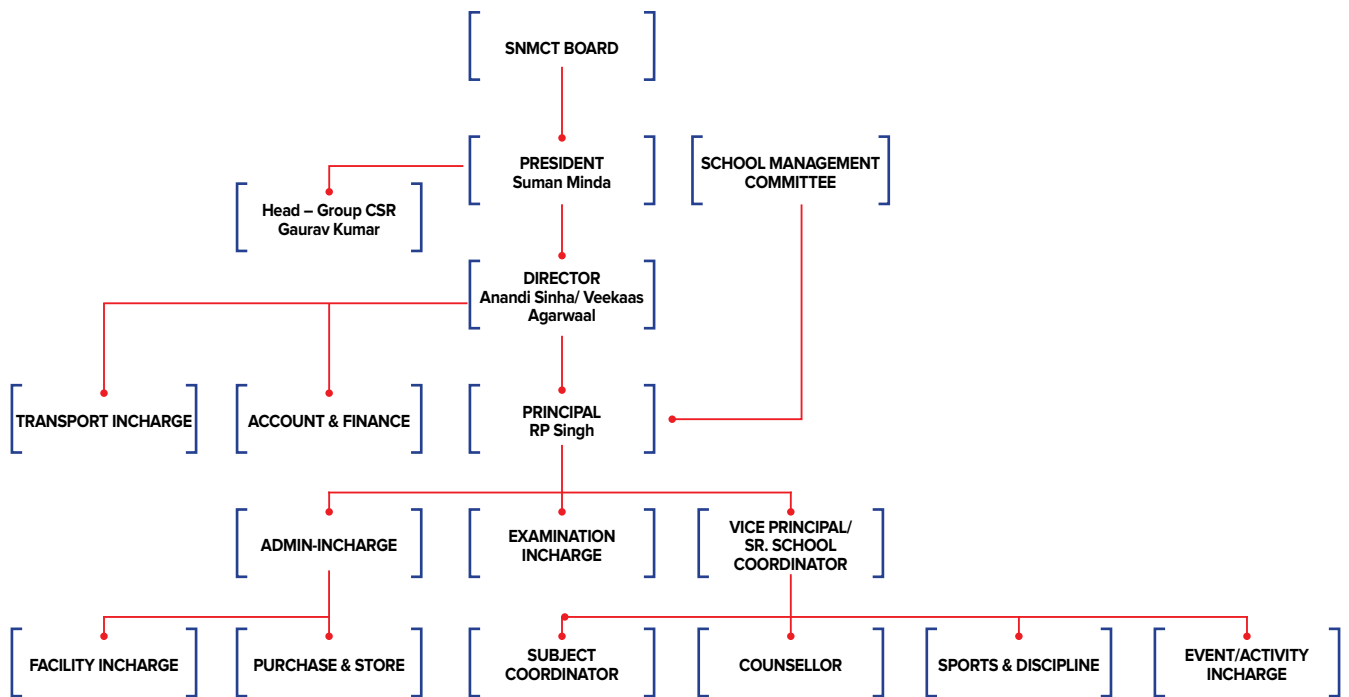 SNMCT BOARD
PRESIDENT
Suman Minda
SCHOOL MANAGEMENT
COMMITTEE
Head – Group CSR
Gaurav Kumar
DIRECTOR
Anandi Sinha/ Veekaas
Agarwaal
TRANSPORT INCHARGE
ACCOUNT & FINANCE
PRINCIPAL
RP Singh
ADMIN-INCHARGE
EXAMINATION
INCHARGE
VICE PRINCIPAL/
SR. SCHOOL
COORDINATOR
FACILITY INCHARGE
PURCHASE & STORE
SUBJECT
COORDINATOR
COUNSELLOR
SPORTS & DISCIPLINE
EVENT/ACTIVITY
INCHARGE